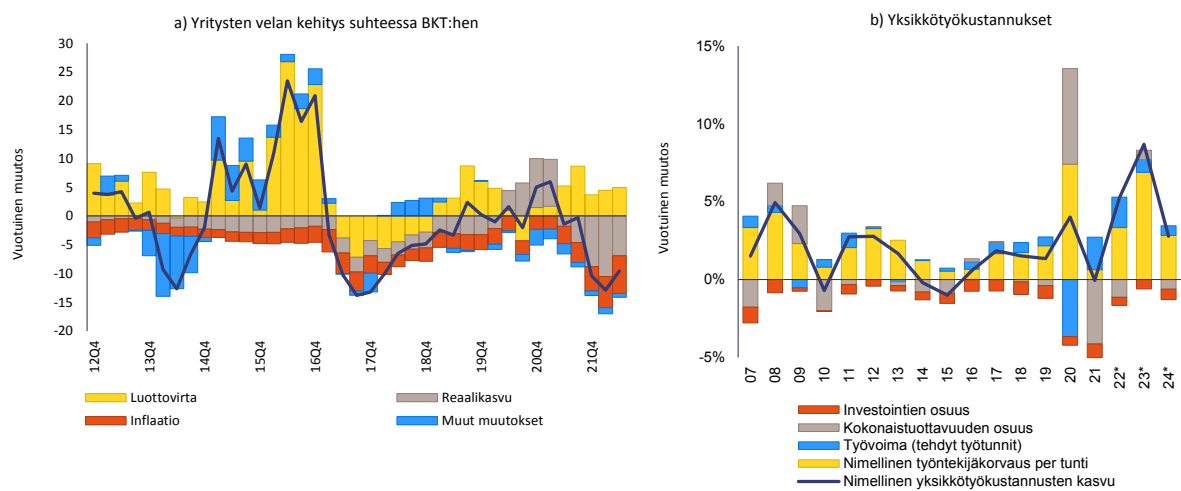 a) Yritysten velan kehitys suhteessa BKT:hen
Vuotuinen muutos
30
25
20
15
10
5
0
-5
-10
-15
-20
12Q4
13Q4
14Q4
15Q4
16Q4
17Q4
18Q4
19Q4
20Q4
21Q4
Luottovirta
Reaalikasvu
Inflaatio
Muut muutokset
b) Yksikkötyökustannukset
Vuotuinen muutos
15%
10%
5%
0%
-5%
07
08
09
10
11
12
13
14
15
16
17
18
19
20
21
22*
23*
24*
Investointien osuus
Kokonaistuottavuuden osuus
Työvoima (tehdyt työtunnit)
Nimellinen työntekijäkorvaus per tunti
Nimellinen yksikkötyökustannusten kasvu